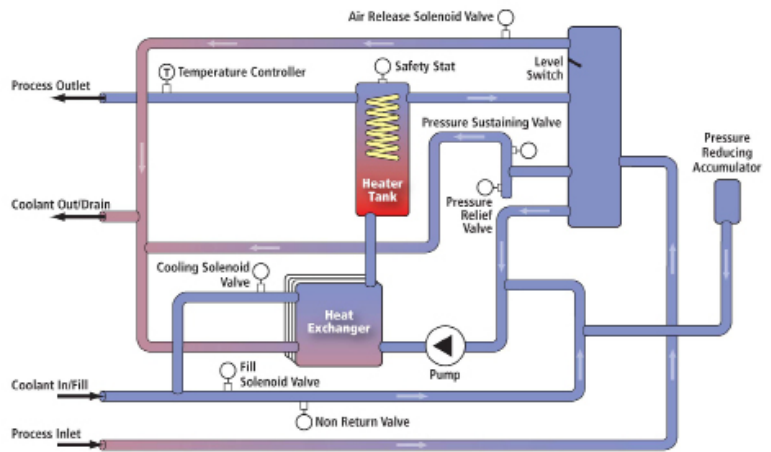 Air Release Solenoid Valve
Level
Switch
T
Temperature Controller
Safety Stat
Process Outlet
Pressure Sustaining Valve
Pressure
Reducing
Accumulator
Heater
Tank
Pressure
Relief
Valve
Coolant Out/Drain
Cooling Solenoid
Valve
Heat
Exchanger
Pump
Fill
Solenoid Valve
Coolant In/Fill
Non Return Valve
Process Inlet